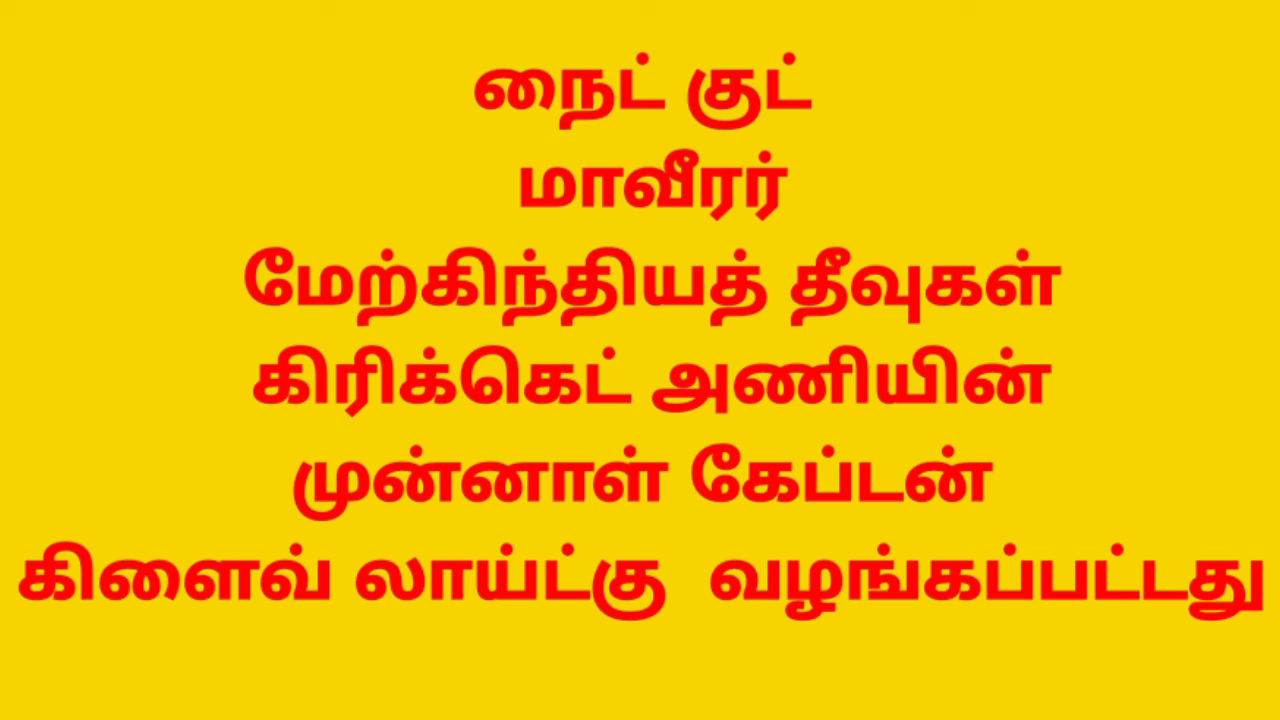 நைட் குட்
மாவீரர்
மேற்கிந்தியத் தீவுகள்
கிரிக்கெட் அணியின்
முன்னாள் கேப்டன்
கிளைவ் லாய்ட்கு வழங்கப்பட்டது